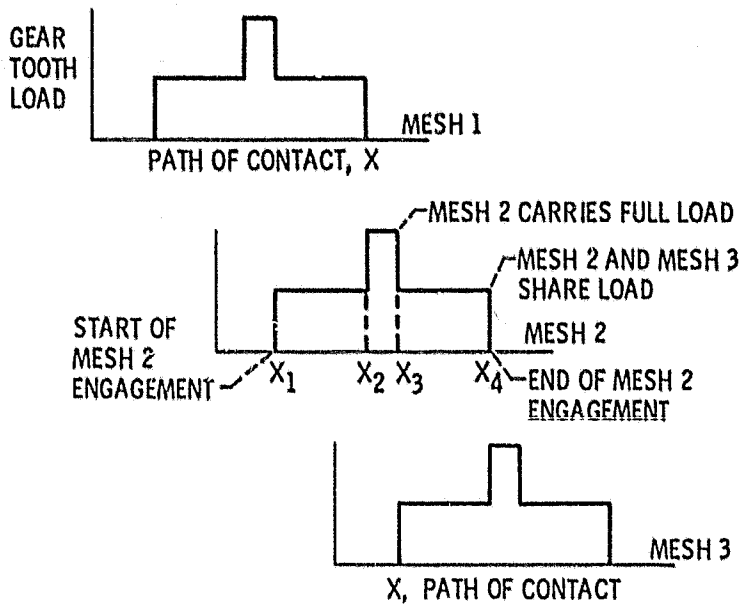 GEAR
TOOTH
LOAD
MESH 1
PATH OF CONTACT, X
MESH 2 CARRIES FULL LOAD
MESH 2 AND MESH 3
SHARE LOAD
MESH 2
START OF
MESH 2
ENGAGEMENT
X1
X2
X3
X4
END OF MESH 2
ENGAGEMENT
MESH 3
X, PATH OF CONTACT